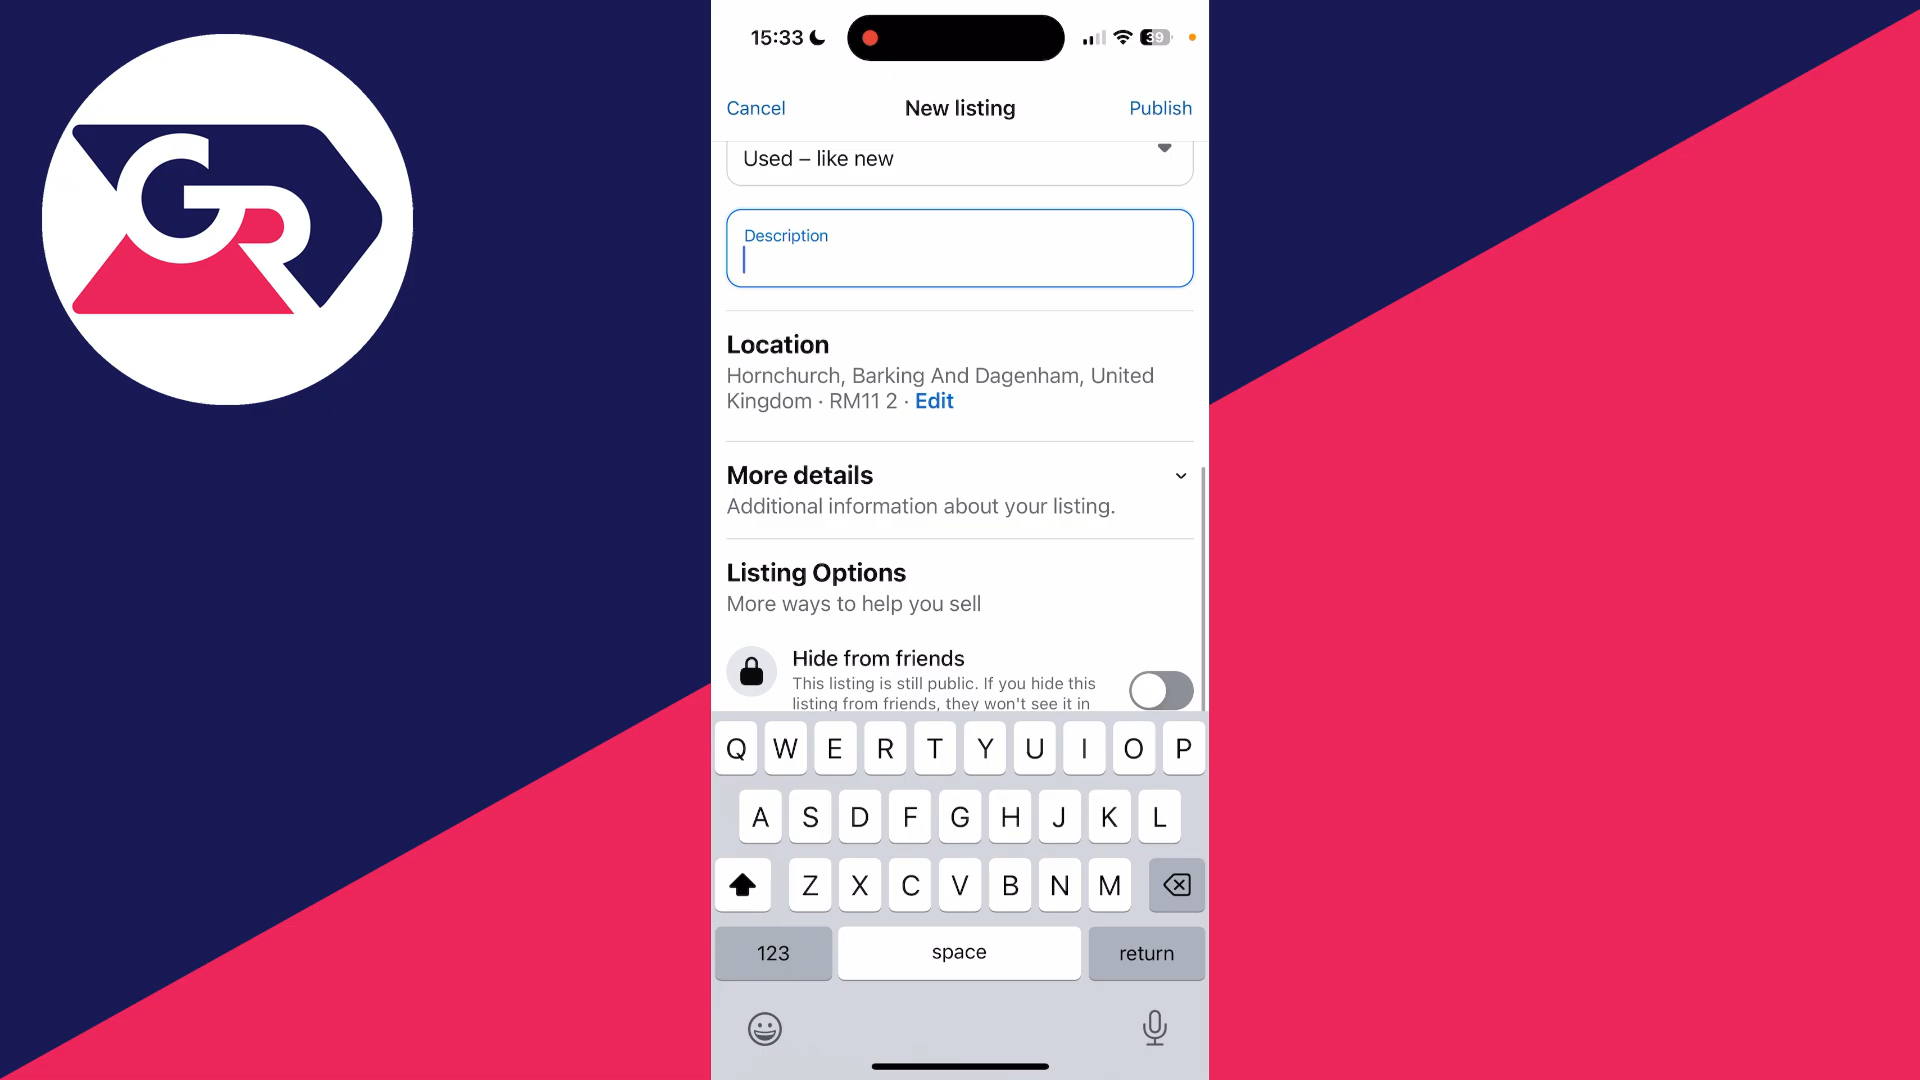 GR
15:33
39
Cancel
New listing
Publish
Used – like new
Description
Location
Hornchurch, Barking And Dagenham, United
Kingdom · RM11 2 · Edit
More details
Additional information about your listing.
Listing Options
More ways to help you sell
Hide from friends
This listing is still public. If you hide this
listing from friends, they won't see it in
Q W E R T Y U I O P
A S D F G H J K L
Z X C V B N M
123
space
return